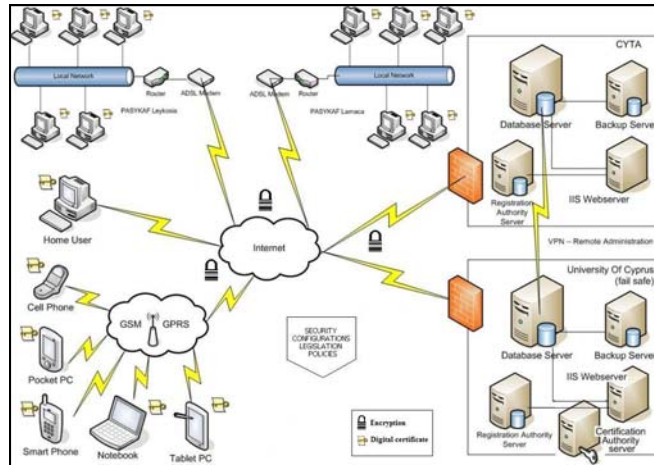 Local Network
Router
ADSL Modem
PASYKAF Leykosia
Local Network
ADSL Modem
Router
PASYKAF Larnaca
CYTA
Database Server
Backup Server
Registration
Authority
Server
IIS Webserver
VPN – Remote Administration
Home User
Internet
University Of Cyprus
(fail safe)
Cell Phone
GSM
GPRS
Pocket PC
Smart Phone
Notebook
Tablet PC
SECURITY
CONFIGURATIONS
LEGISLATION
POLICIES
Encryption
Digital certificate
Database Server
Backup Server
IIS Webserver
Registration Authority
Server
Certification
Authority
server